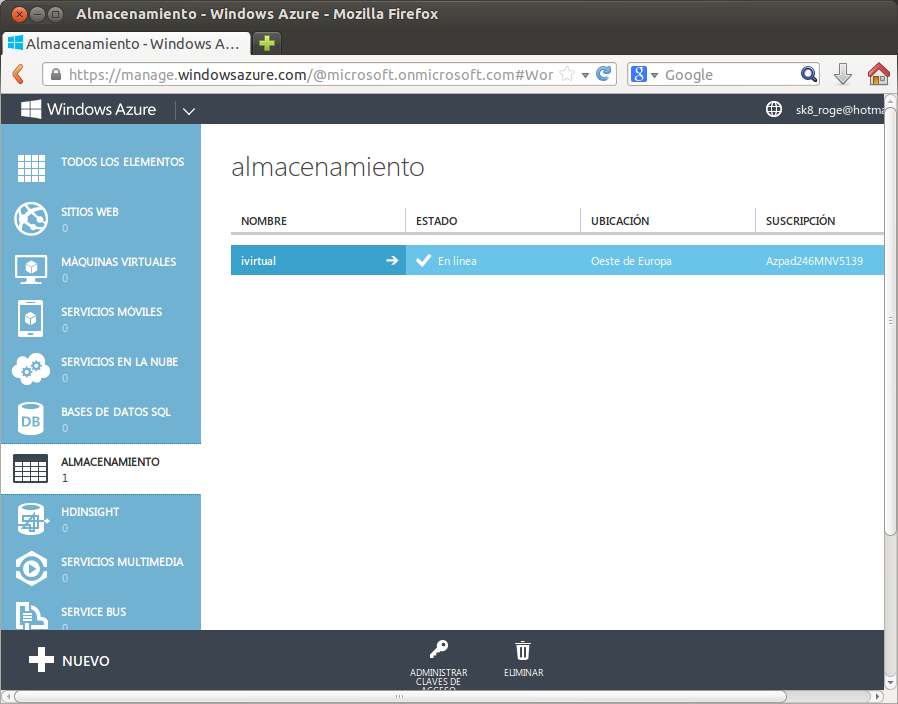 Almacenamiento - Windows Azure - Mozilla Firefox
Almacenamiento - Windows A...
https://manage.windowsazure.com/@microsoft.onmicrosoft.com#Wor
Google
Windows Azure
sk8_roge@hotma
TODOS LOS ELEMENTOS
SITIOS WEB
0
MÁQUINAS VIRTUALES
0
SERVICIOS MÓVILES
0
SERVICIOS EN LA NUBE
0
DB
BASES DE DATOS SQL
0
ALMACENAMIENTO
1
HDINSIGHT
0
SERVICIOS MULTIMEDIA
0
SERVICE BUS
0
almacenamiento
NOMBRE ESTADO UBICACIÓN SUSCRIPCIÓN
ivirtual En línea Oeste de Europa Azpad246MNV5139
NUEVO
ADMINISTRAR
CLAVES DE
ACCESO
ELIMINAR